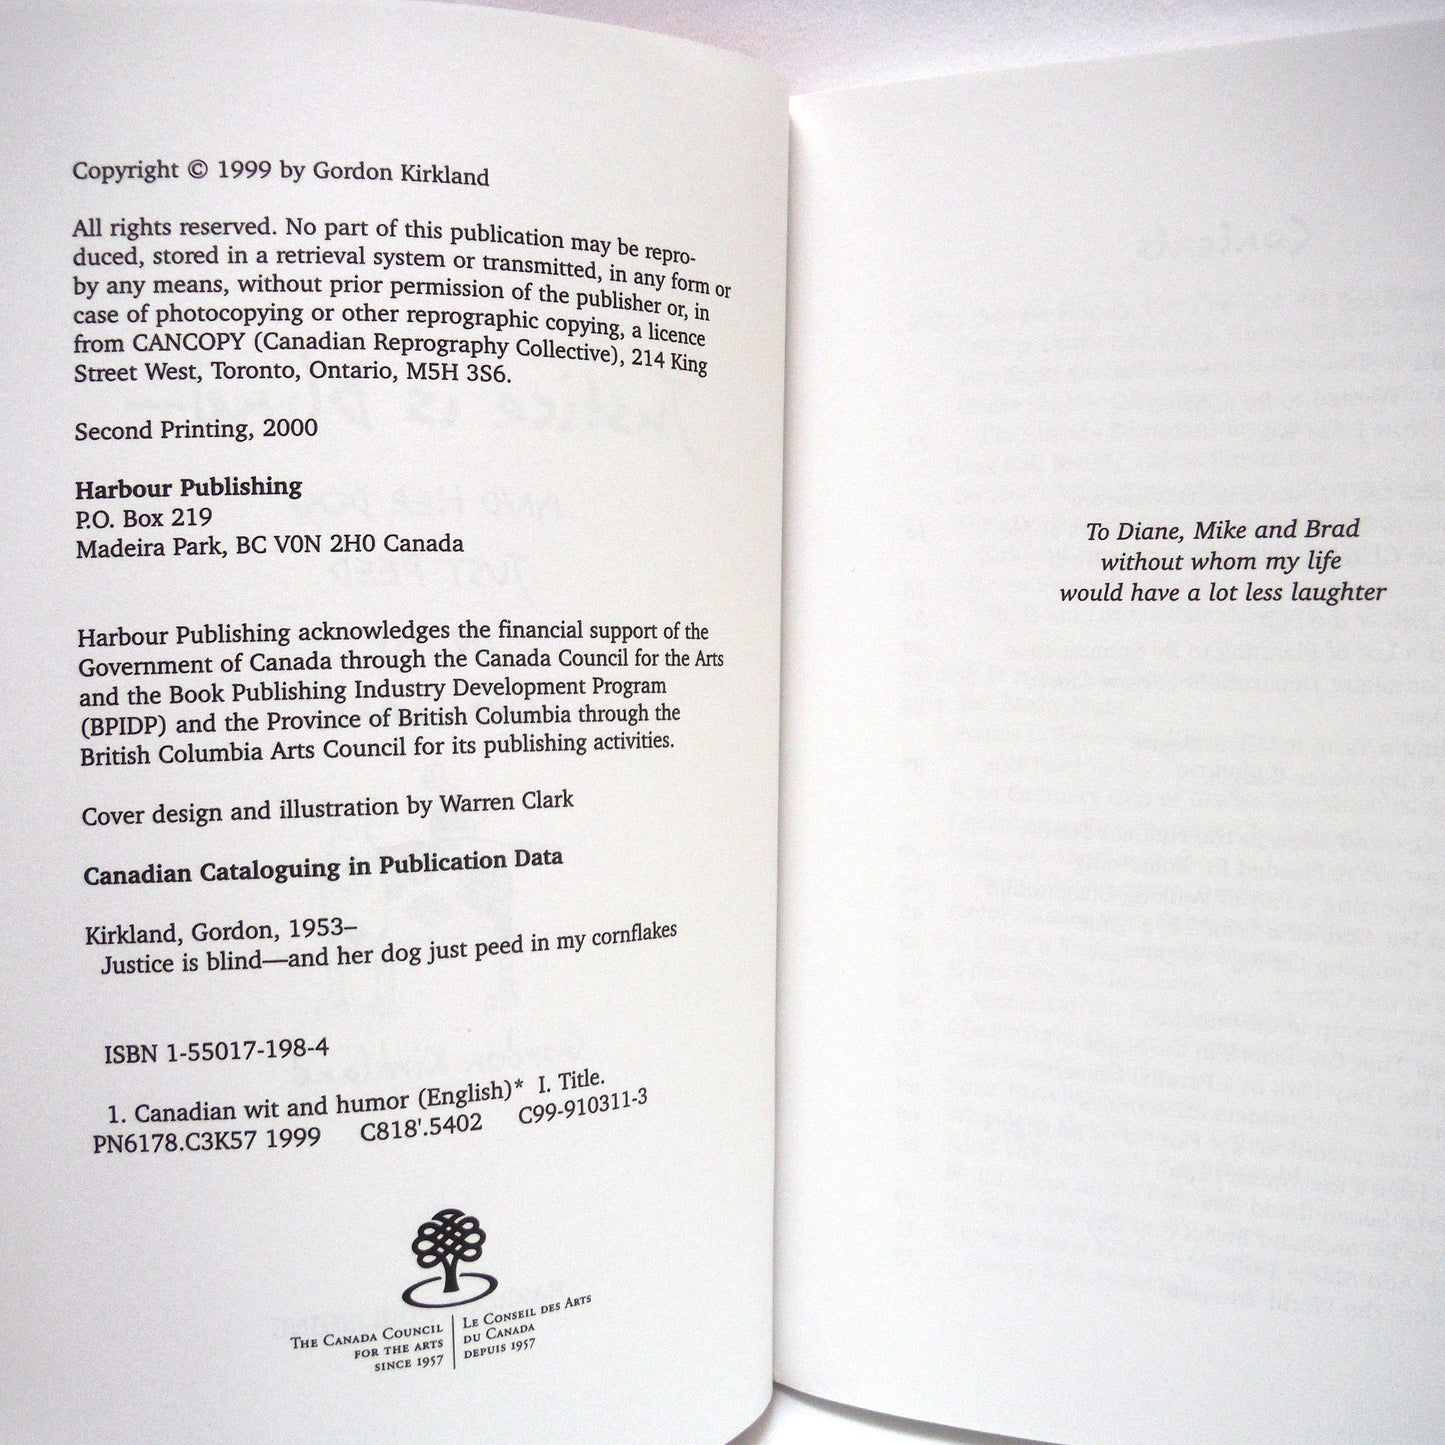 Copyright © 1999 by Gordon Kirkland
All rights reserved. No part of this publication may be repro-
duced, stored in a retrieval system or transmitted, in any form or
by any means, without prior permission of the publisher or, in
case of photocopying or other reprographic copying, a licence
from CANCOPY (Canadian Reprography Collective), 214 King
Street West, Toronto, Ontario, M5H 3S6.
Second Printing, 2000
Harbour Publishing
P.O. Box 219
Madeira Park, BC V0N 2H0 Canada
Harbour Publishing acknowledges the financial support of the
Government of Canada through the Canada Council for the Arts
and the Book Publishing Industry Development Program
(BPIDP) and the Province of British Columbia through the
British Columbia Arts Council for its publishing activities.
Cover design and illustration by Warren Clark
Canadian Cataloguing in Publication Data
Kirkland, Gordon, 1953–
Justice is blind—and her dog just peed in my cornflakes
ISBN 1-55017-198-4
1. Canadian wit and humor (English)* I. Title.
PN6178.C3K57 1999 C818'.5402 C99-910311-3
THE CANADA COUNCIL
FOR THE ARTS
SINCE 1957
LE CONSEIL DES ARTS
DU CANADA
DEPUIS 1957
To Diane, Mike and Brad
without whom my life
would have a lot less laughter